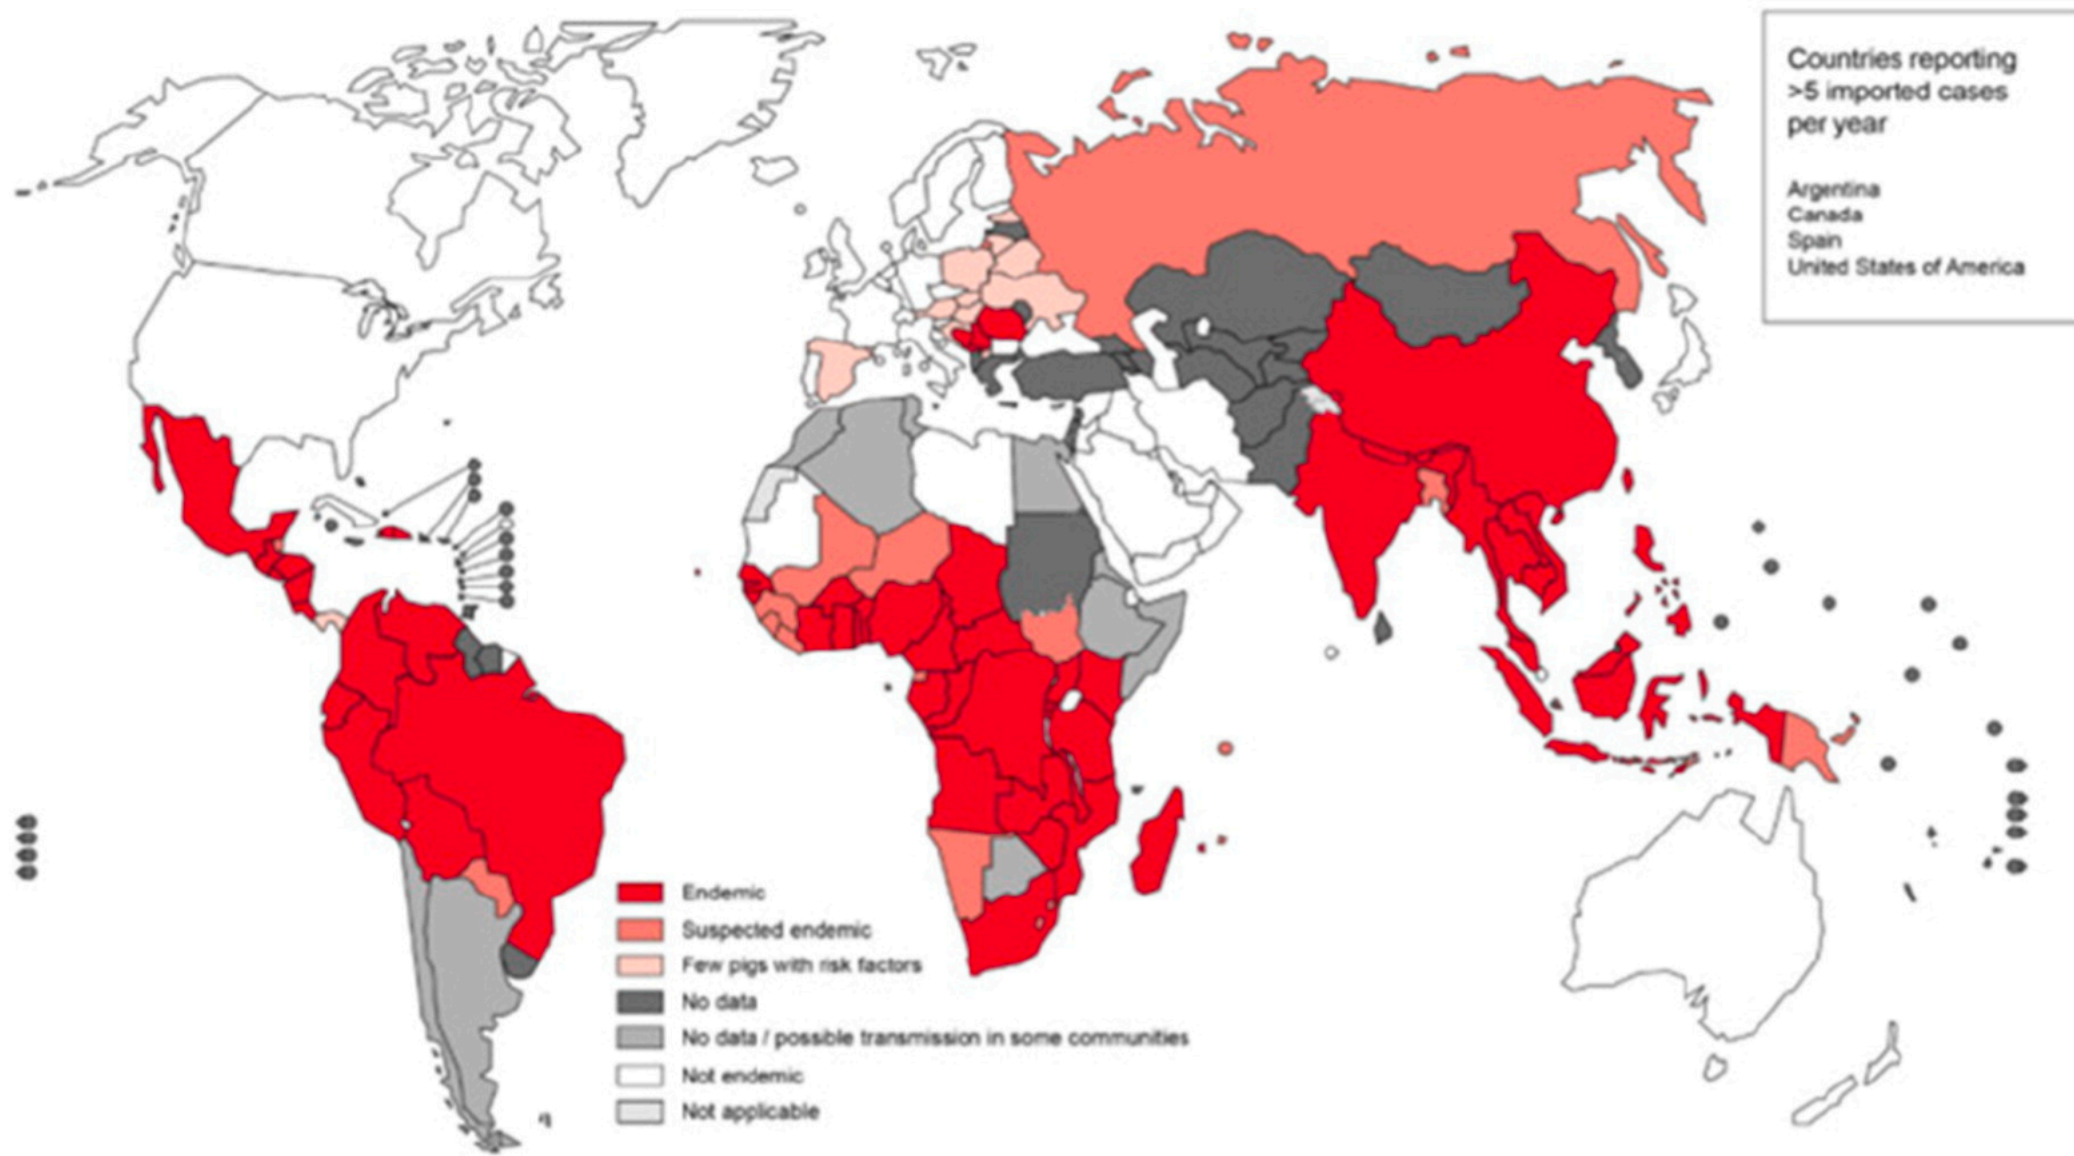 Countries reporting
>5 imported cases
per year
Argentina
Canada
Spain
United States of America
Endemic
Suspected endemic
Few pigs with risk factors
No data
No data / possible transmission in some communities
Not endemic
Not applicable